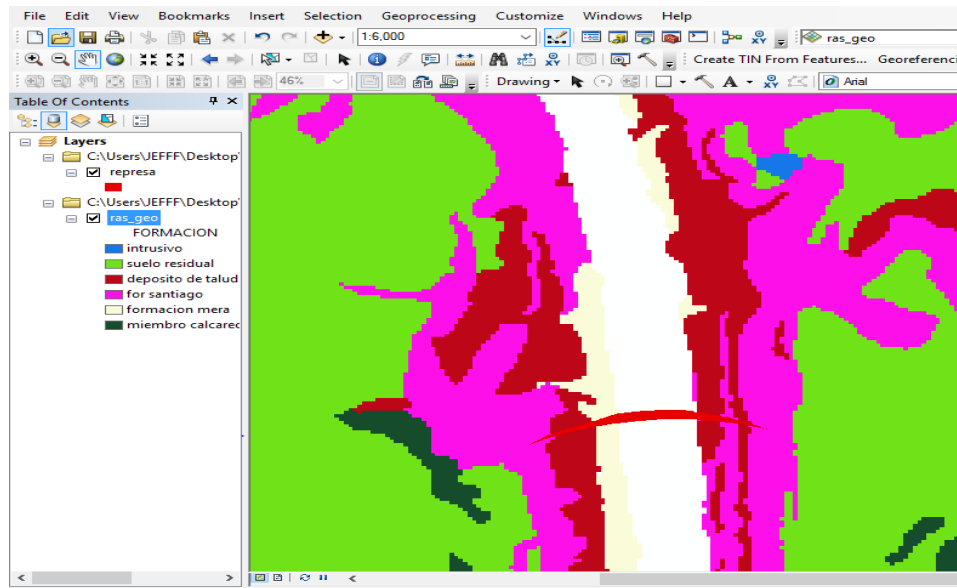 File Edit View Bookmarks Insert Selection Geoprocessing Customize Windows Help
1:6,000 ras_geo
Create TIN From Features... Georeferenci
46% Drawing A Arial
Table Of Contents
Layers
C:\Users\JEFFF\Desktop
represa
C:\Users\JEFFF\Desktop
ras_geo
FORMACION
intrusivo
suelo residual
deposito de talud
for santiago
formacion mera
miembro calcarec